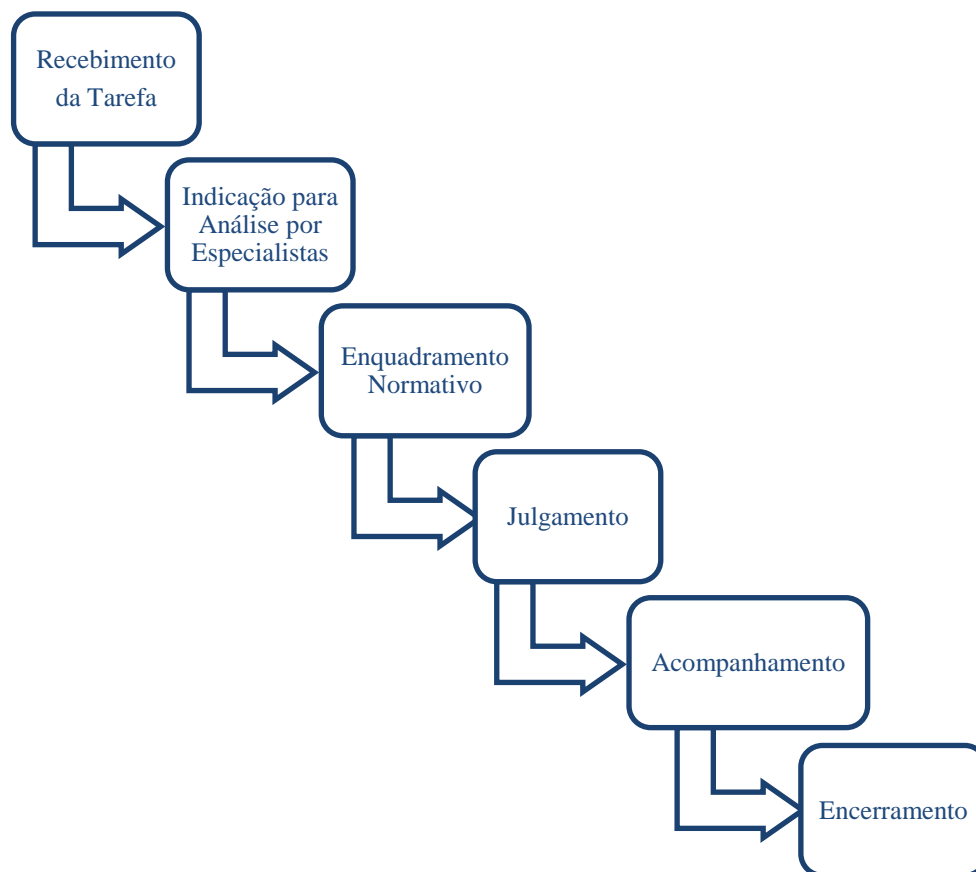 Recebimento
da Tarefa
Indicação para
Análise por
Especialistas
Enquadramento
Normativo
Julgamento
Acompanhamento
Encerramento